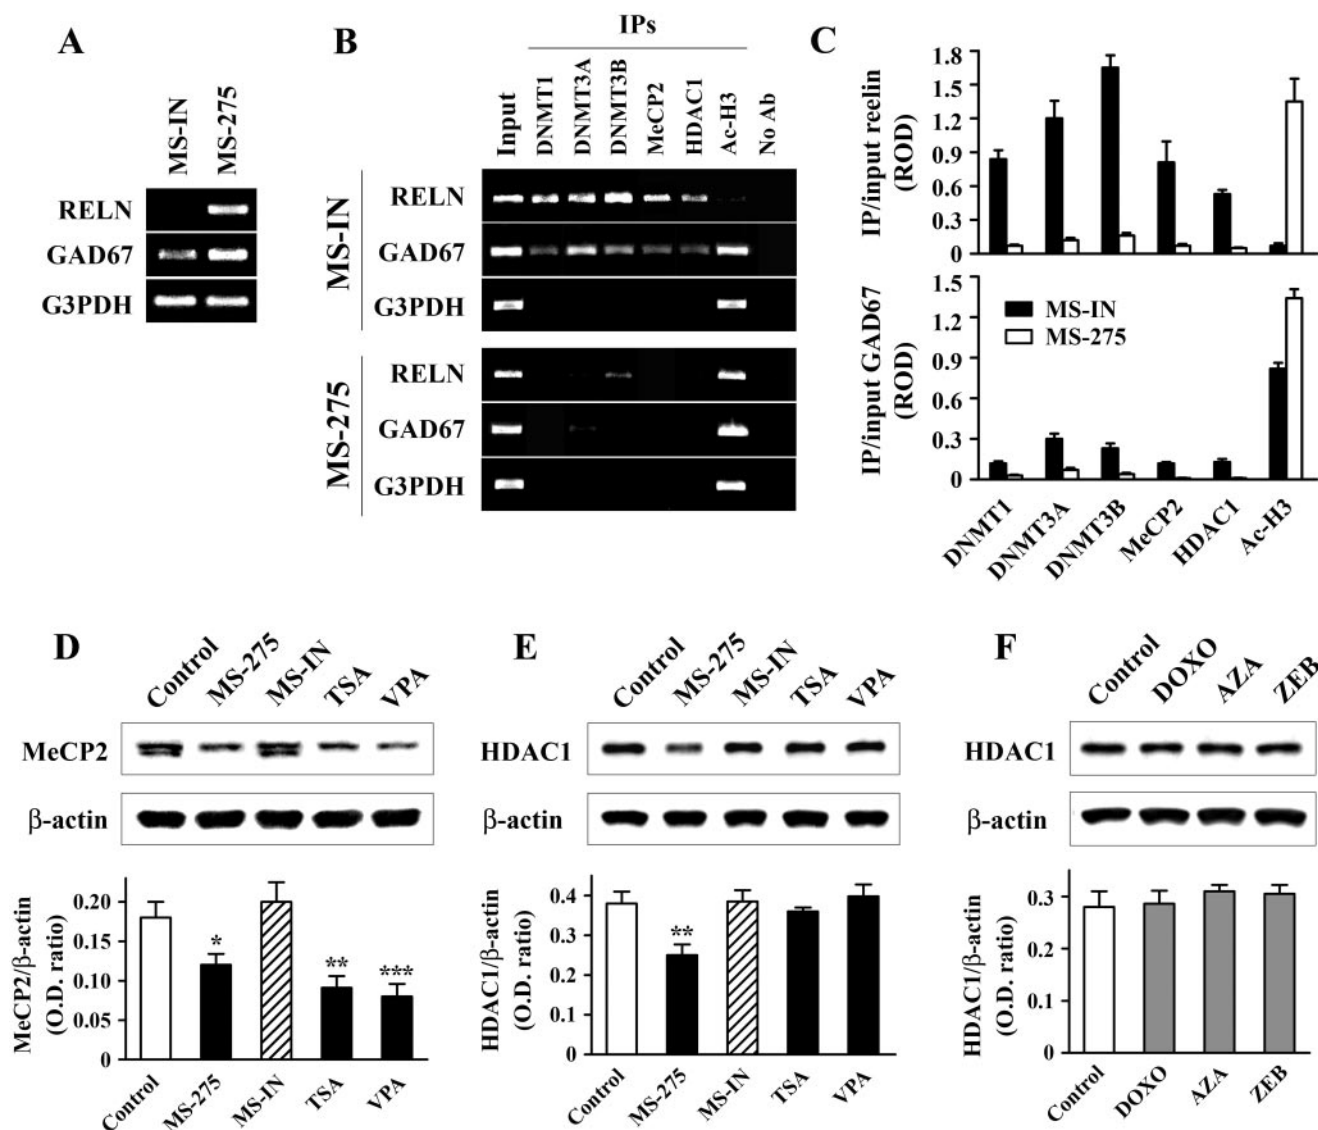 A
MS-IN
MS-275
RELN
GAD67
G3PDH
B
IPs
Input
DNMT1
DNMT3A
DNMT3B
MeCP2
HDAC1
Ac-H3
No Ab
MS-IN
RELN
GAD67
G3PDH
MS-275
RELN
GAD67
G3PDH
C
IP/input relin
(ROD)
1.8
1.5
1.2
0.9
0.6
0.3
0
IP/input GAD67
(ROD)
1.5
1.2
0.9
0.6
0.3
0
MS-IN
MS-275
DNMT1
DNMT3A
DNMT3B
MeCP2
HDAC1
Ac-H3
D
Control
MS-275
MS-IN
TSA
VPA
MeCP2
β-actin
MeCP2/β-actin
(O.D. ratio)
0.20
0.15
0.10
0.05
0
*
**
***
Control
MS-275
MS-IN
TSA
VPA
E
Control
MS-275
MS-IN
TSA
VPA
HDAC1
β-actin
HDAC1/β-actin
(O.D. ratio)
0.4
0.3
0.2
0.1
0
**
Control
MS-275
MS-IN
TSA
VPA
F
Control
DOXO
AZA
ZEB
HDAC1
β-actin
HDAC1/β-actin
(O.D. ratio)
0.3
0.2
0.1
0
Control
DOXO
AZA
ZEB